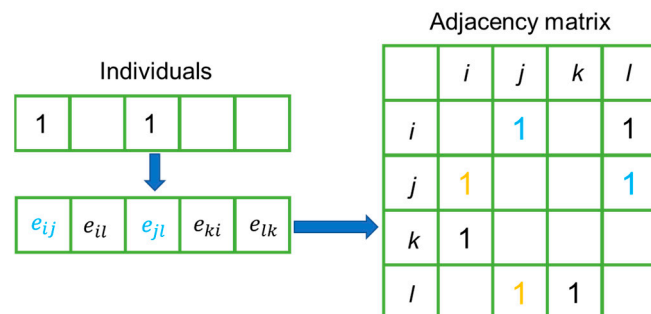 Adjacency matrix
Individuals
1 1
e_ij e_il e_jl e_ki e_lk
i j k l
i 1 1
j 1 1
k 1
l 1 1